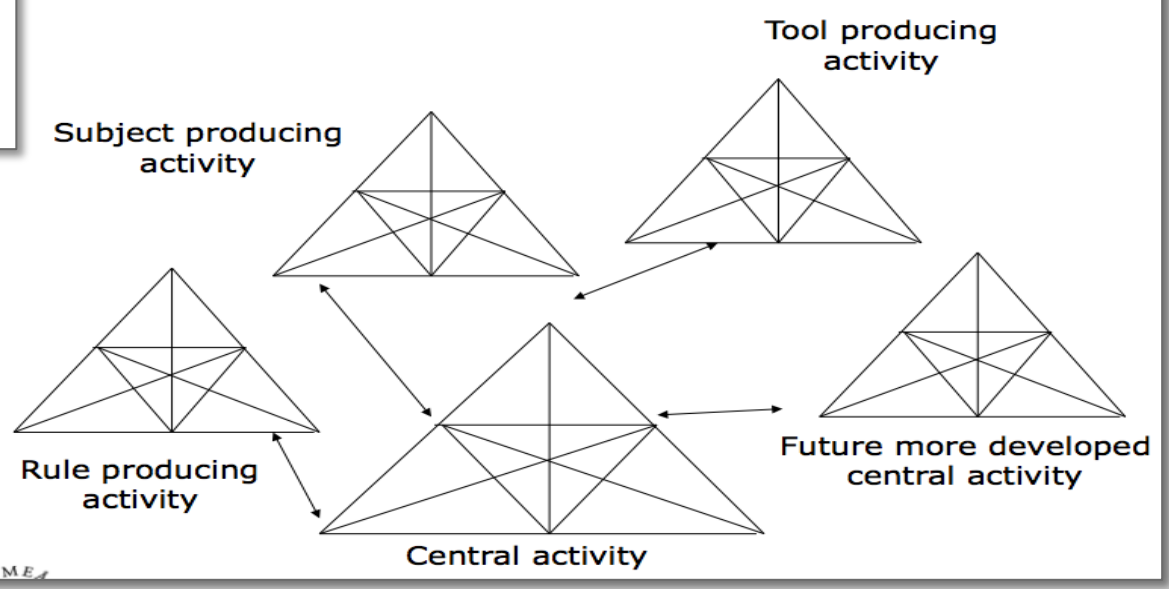 Tool producing
activity
Subject producing
activity
Rule producing
activity
Future more developed
central activity
Central activity